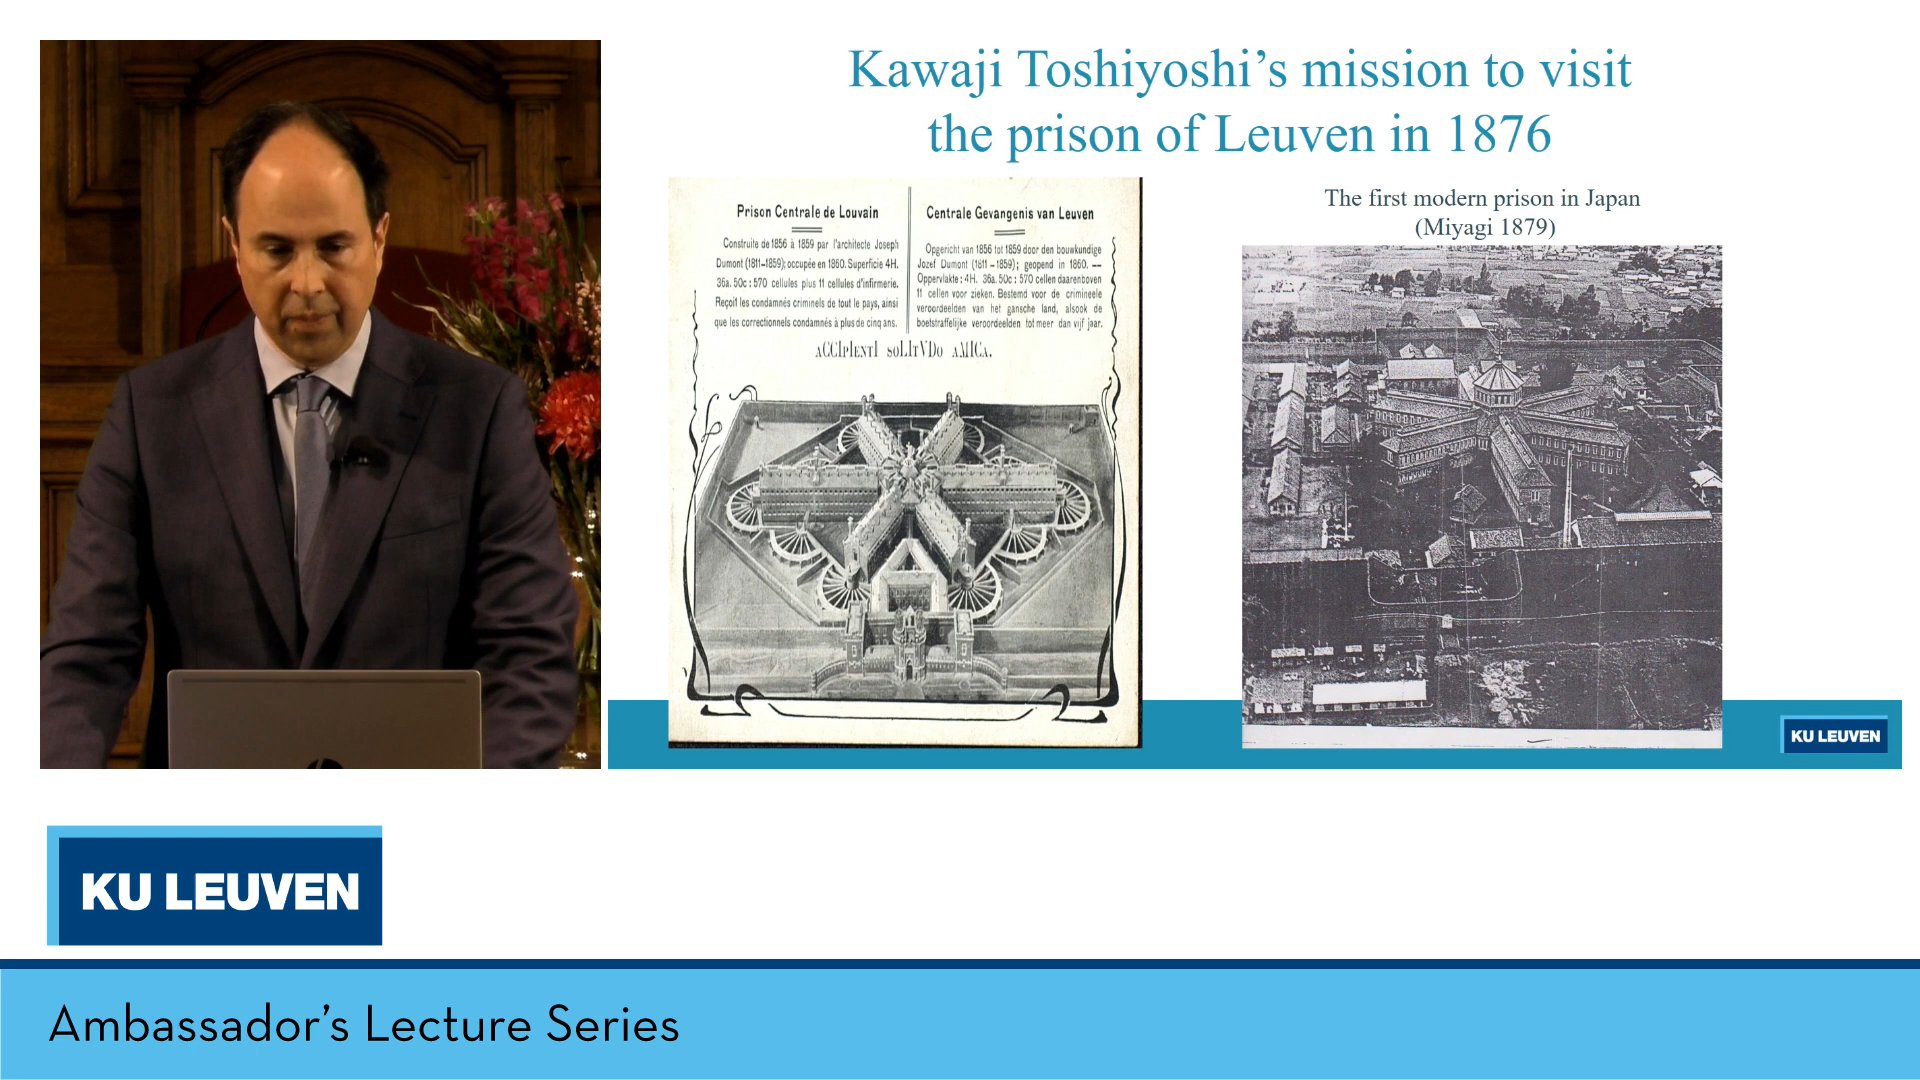 Kawaji Toshiyoshi’s mission to visit
the prison of Leuven in 1876
Prison Centrale de Louvain
Construite de 1856 à 1859 par l'architecte Joseph
Dumont (1811-1859); occupée en 1860. Superficie 4H.
36a. 50c : 570 cellules plus 11 cellules d'infirmerie.
Reçoit les condamnés criminels de tout le pays, ainsi
que les correctionnels condamnés à plus de cinq ans.
Centrale Gevangenis van Leuven
Opgericht van 1856 tot 1859 door den bouwkundige
Jozef Dumont (1811 - 1859); geopend in 1860. —
Oppervlakte : 4H. 36a. 50c : 570 cellen daarenboven
11 cellen voor zieken. Bestemd voor de crimineele
veroordeelden van het gansche land, alsook de
boetstraffelijke veroordeelden tot meer dan vijf jaar.
aCCIpIentI soLItVDo aMICa.
The first modern prison in Japan
(Miyagi 1879)
KU LEUVEN
KU LEUVEN
Ambassador’s Lecture Series